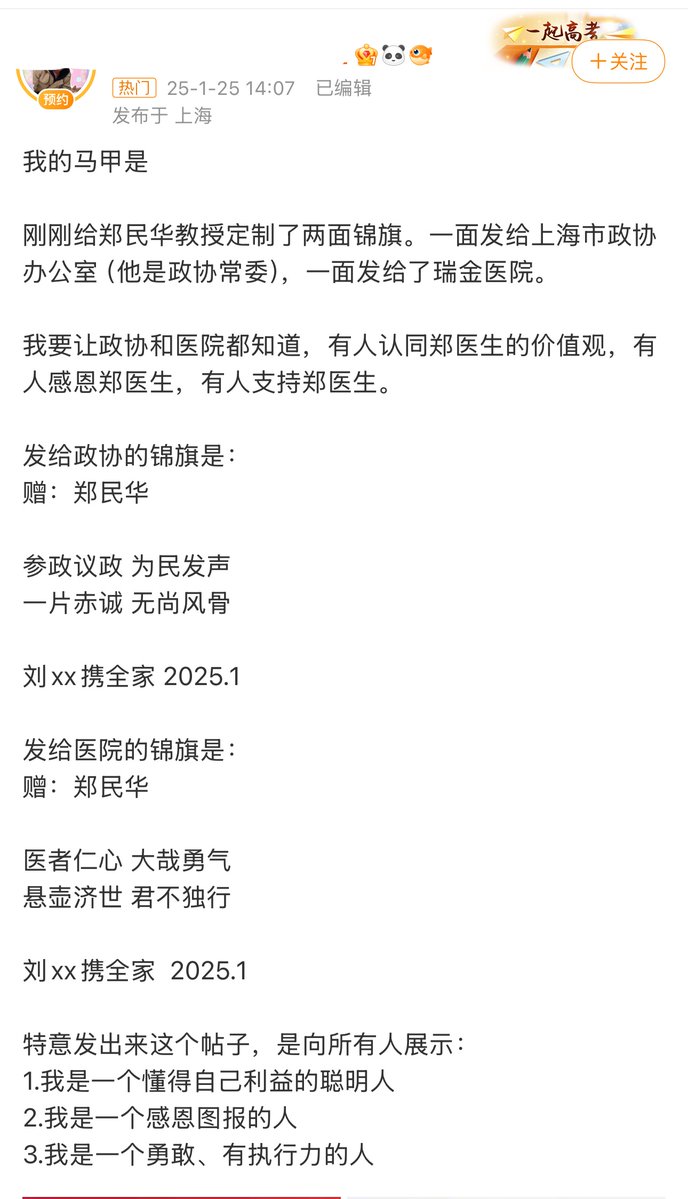 一起高考
+关注
预约
热门 25-1-25 14:07 已编辑
发布于 上海
我的马甲是
刚刚给郑民华教授定制了两面锦旗。一面发给上海市政协
办公室（他是政协常委），一面发给了瑞金医院。
我要让政协和医院都知道，有人认同郑医生的价值观，有
人感恩郑医生，有人支持郑医生。
发给政协的锦旗是：
赠：郑民华
参政议政 为民发声
一片赤诚 无尚风骨
刘xx携全家 2025.1
发给医院的锦旗是：
赠：郑民华
医者仁心 大哉勇气
悬壶济世 君不独行
刘xx携全家 2025.1
特意发出来这个帖子，是向所有人展示：
1.我是一个懂得自己利益的聪明人
2.我是一个感恩图报的人
3.我是一个勇敢、有执行力的人